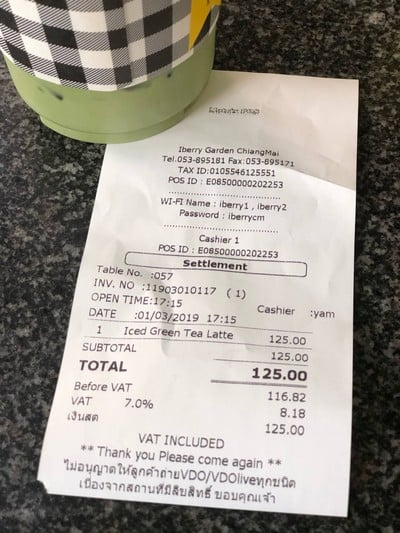 Iberry Garden ChiangMai
Tel.053-895181 Fax:053-895171
TAX ID:0105546125551
POS ID : E08500000202253
WI-FI Name : iberry1 , iberry2
Password : iberrycm
Cashier 1
POS ID : E08500000202253
Settlement
Table No. :057
INV. NO :11903010117 ( 1)
OPEN TIME:17:15 Cashier :yam
DATE :01/03/2019 17:15
1 Iced Green Tea Latte 125.00
SUBTOTAL 125.00
TOTAL 125.00
Before VAT 116.82
VAT 7.0% 8.18
เงินสด 125.00
VAT INCLUDED
** Thank you Please come again **
ไม่อนุญาตให้ลูกค้าถ่ายVDO/VDOliveทุกชนิด
เนื่องจากสถานที่มีลิขสิทธิ์ ขอบคุณเจ้า